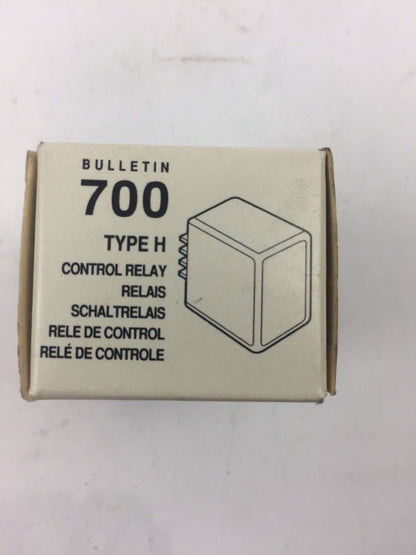 BULLETIN
700
TYPE H
CONTROL RELAY
RELAIS
SCHALTRELAIS
RELE DE CONTROL
RELÉ DE CONTROLE